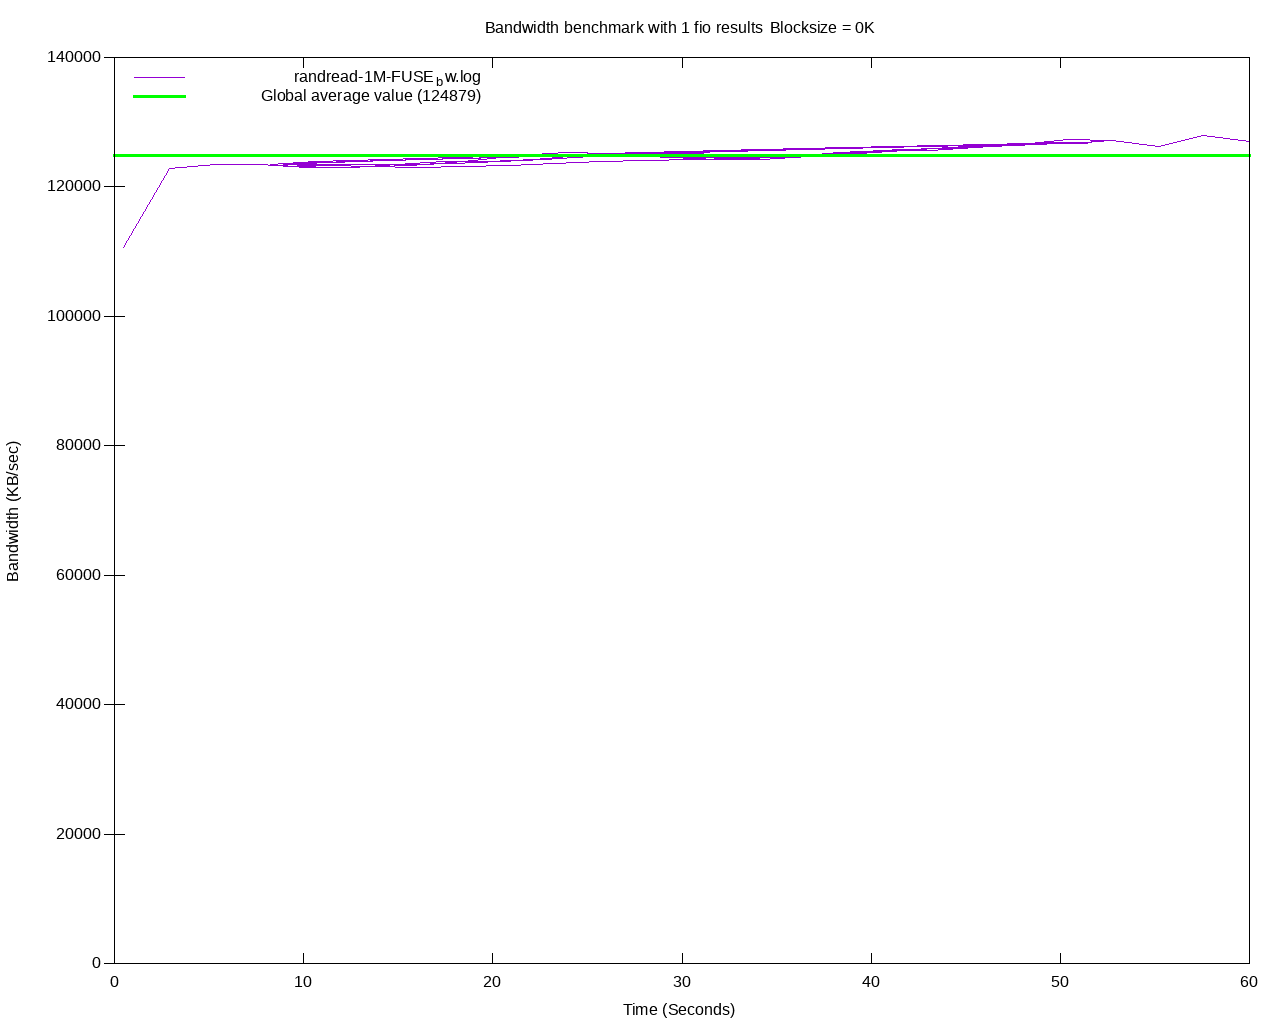 Bandwidth benchmark with 1 fio results Blocksize = 0K
140000
randread-1M-FUSE_bw.log
Global average value (124879)
120000
100000
80000
Bandwidth (KB/sec)
60000
40000
20000
0
0 10 20 30 40 50 60
Time (Seconds)